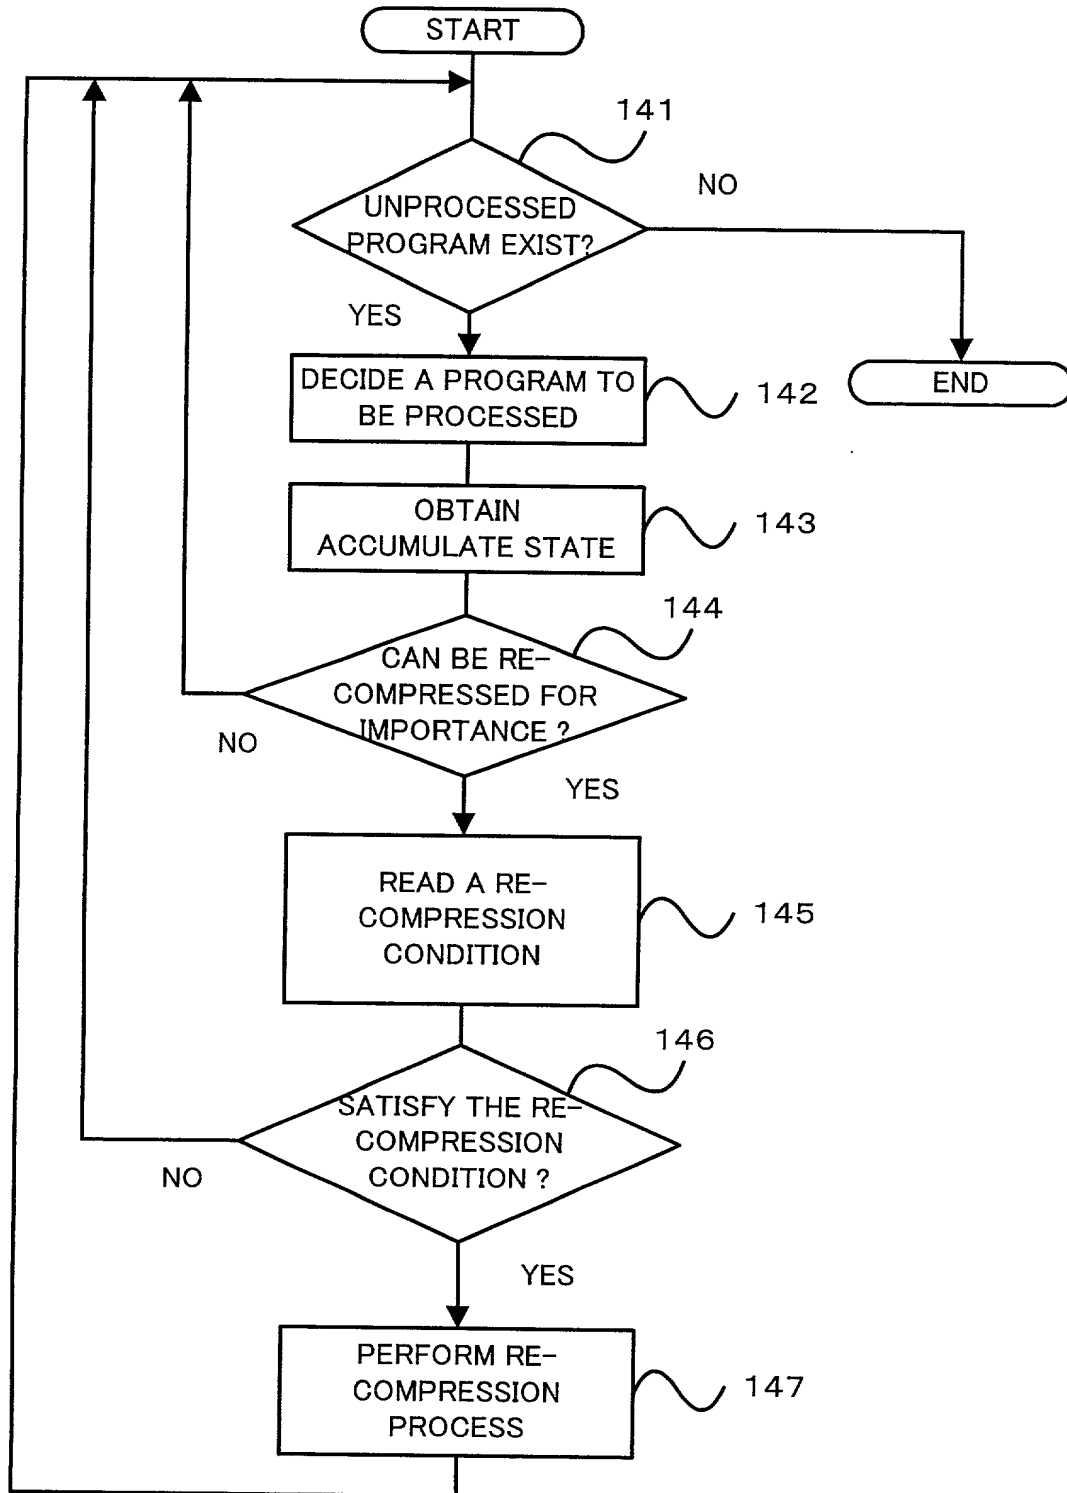 START
141
NO
UNPROCESSED
PROGRAM EXIST?
YES
DECIDE A PROGRAM TO
BE PROCESSED
142
END
OBTAIN
ACCUMULATE STATE
143
144
CAN BE RE-
COMPRESSED FOR
IMPORTANCE ?
NO
YES
READ A RE-
COMPRESSION
CONDITION
145
146
SATISFY THE RE-
COMPRESSION
CONDITION ?
NO
YES
PERFORM RE-
COMPRESSION
PROCESS
147